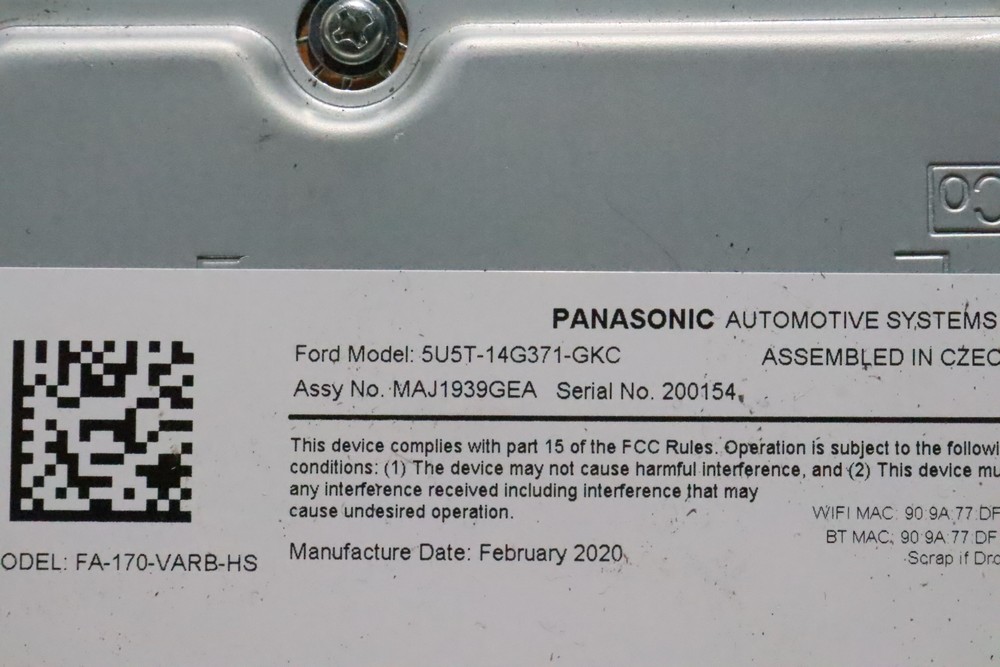 PANASONIC AUTOMOTIVE SYSTEMS
Ford Model: 5U5T-14G371-GKC
ASSEMBLED IN CZEC
Assy No. MAJ1939GEA Serial No. 200154
This device complies with part 15 of the FCC Rules. Operation is subject to the followi
conditions: (1) The device may not cause harmful interference, and (2) This device mu
any interference received including interference that may
cause undesired operation.
WIFI MAC: 90 9A 77 DF
BT MAC: 90 9A 77 DF
Scrap if Dro
Manufacture Date: February 2020
ODEL: FA-170-VARB-HS